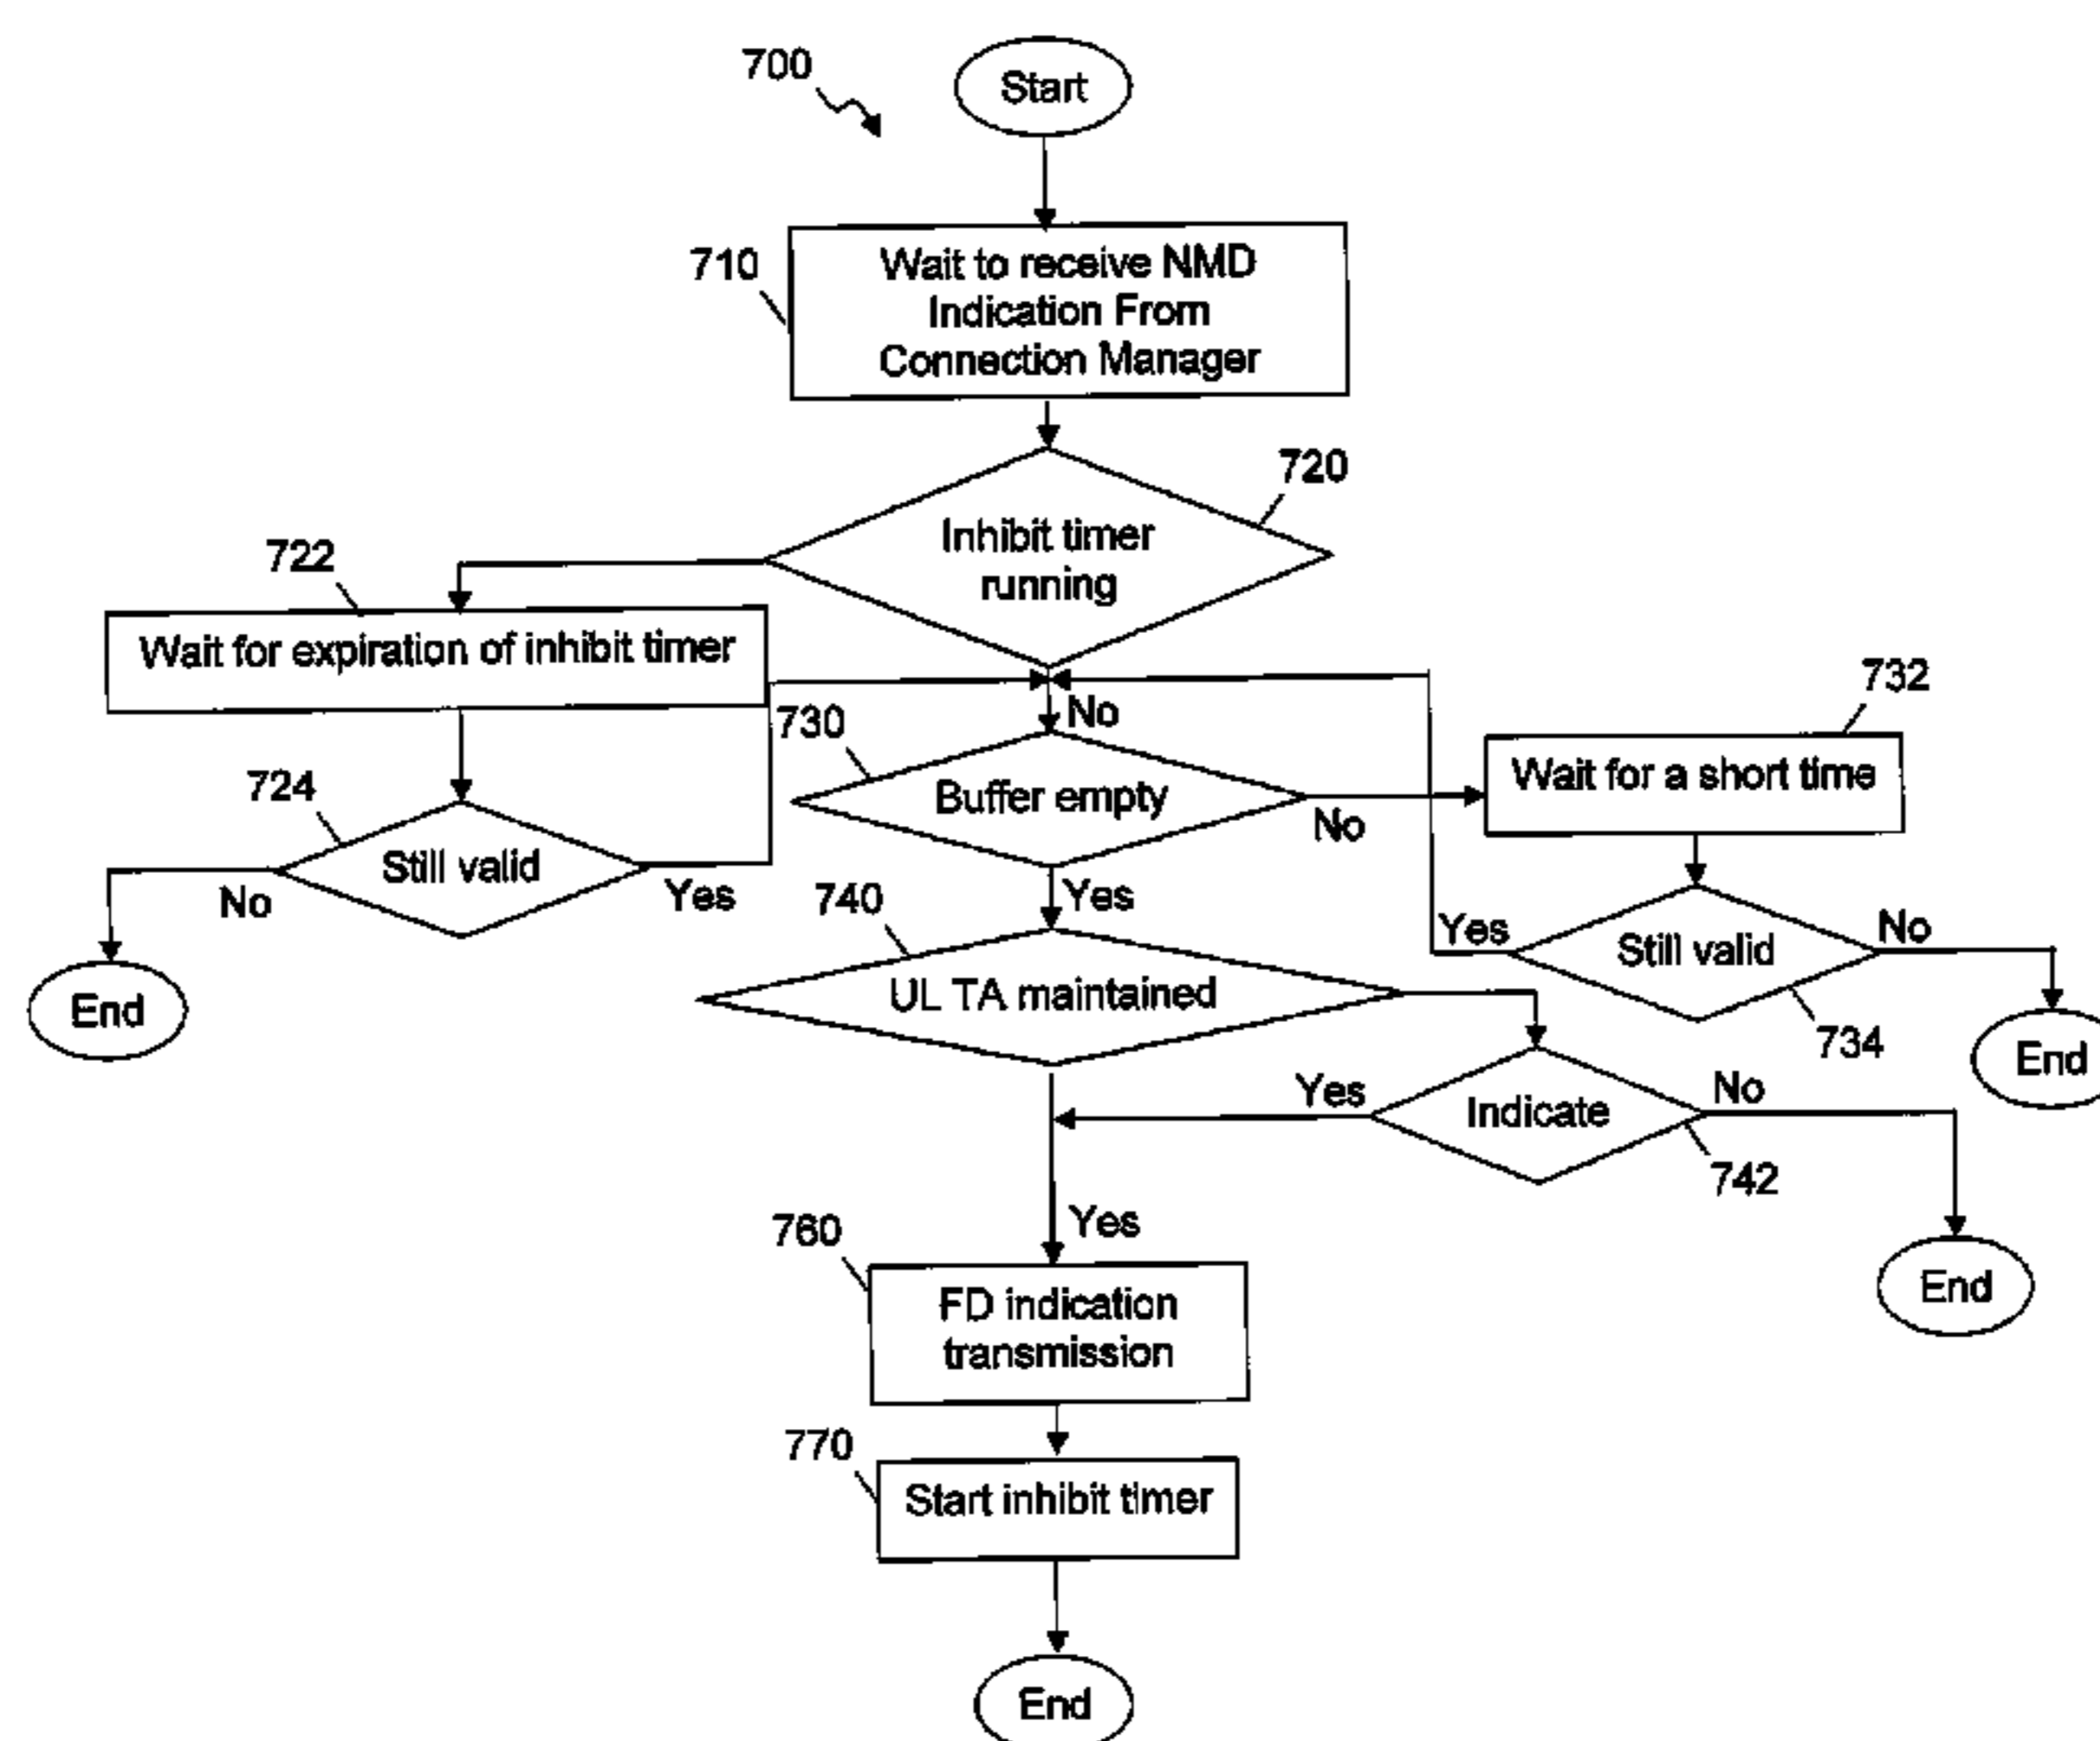 700
Start
710
Wait to receive NMD
Indication From
Connection Manager
720
Inhibit timer
running
722
Wait for expiration of inhibit timer
732
No
730
Wait for a short time
724
Buffer empty
No
Still valid
No
Yes
Yes
740
Yes
Still valid
No
UL TA maintained
734
End
End
Yes
Indicate
No
742
Yes
760
FD indication
transmission
End
770
Start inhibit timer
End